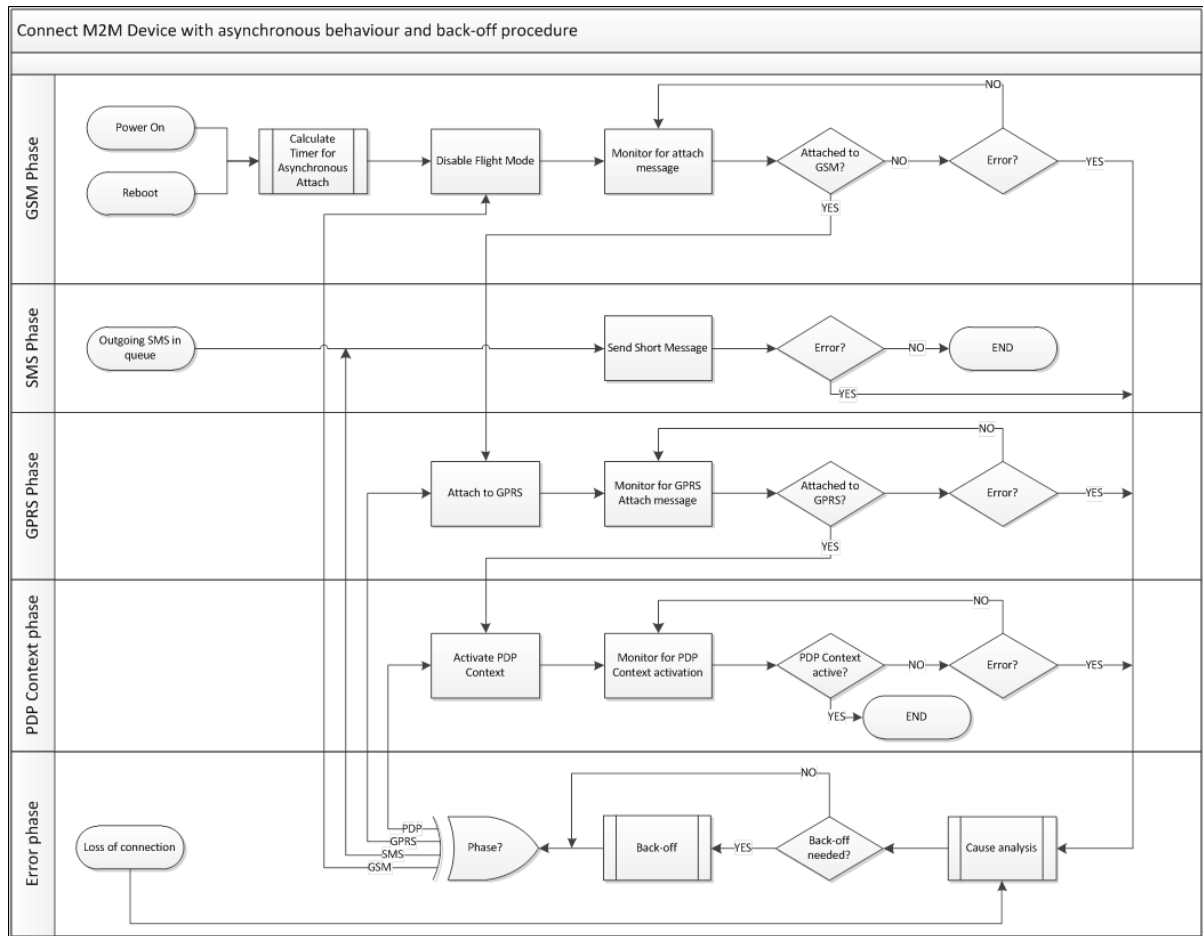 Connect M2M Device with asynchronous behaviour and back-off procedure
GSM Phase
Power On
Reboot
Calculate
Timer for
Asynchronous
Attach
Disable Flight Mode
Monitor for attach
message
Attached to
GSM?
NO
YES
Error?
NO
YES
SMS Phase
Outgoing SMS in
queue
Send Short Message
Error?
NO
YES
END
GPRS Phase
Attach to GPRS
Monitor for GPRS
Attach message
Attached to
GPRS?
YES
Error?
NO
YES
PDP Context phase
Activate PDP
Context
Monitor for PDP
Context activation
PDP Context
active?
NO
YES
END
Error?
NO
YES
Error phase
Loss of connection
PDP
GPRS
SMS
GSM
Phase?
Back-off
YES
NO
Back-off
needed?
Cause analysis